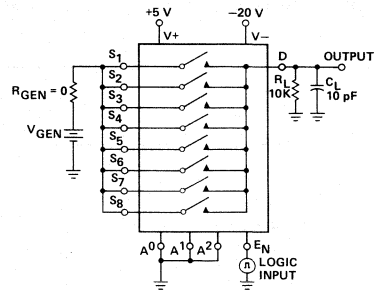 +5 V
-20 V
V+
V-
D
OUTPUT
S1
S2
S3
S4
S5
S6
S7
S8
RGEN = 0
VGEN
RL
10K
CL
10 pF
A0
A1
A2
EN
LOGIC
INPUT